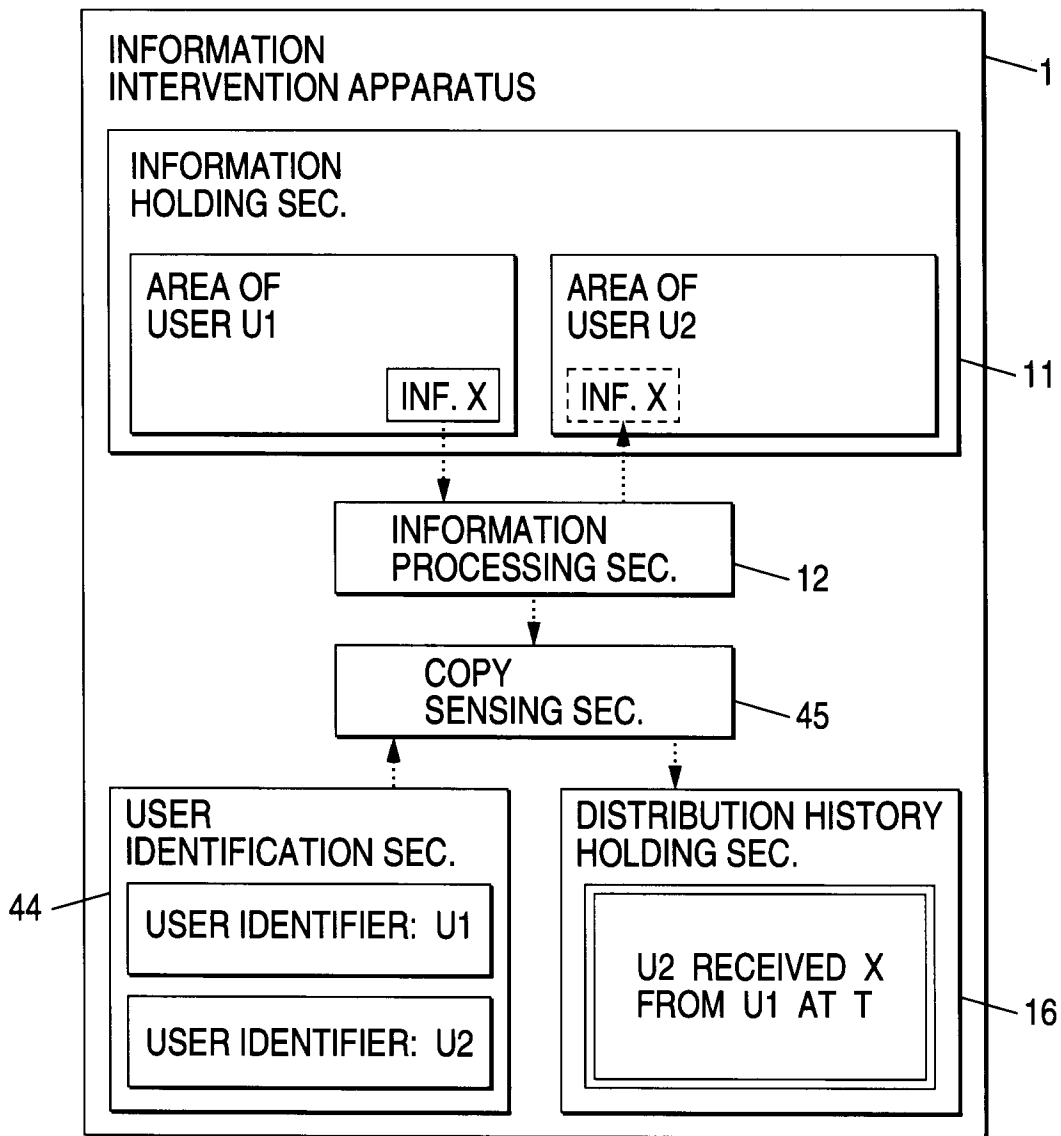 INFORMATION
INTERVENTION APPARATUS
1
INFORMATION
HOLDING SEC.
AREA OF
USER U1
INF. X
AREA OF
USER U2
INF. X
11
INFORMATION
PROCESSING SEC.
12
COPY
SENSING SEC.
45
USER
IDENTIFICATION SEC.
44
USER IDENTIFIER: U1
USER IDENTIFIER: U2
DISTRIBUTION HISTORY
HOLDING SEC.
U2 RECEIVED X
FROM U1 AT T
16